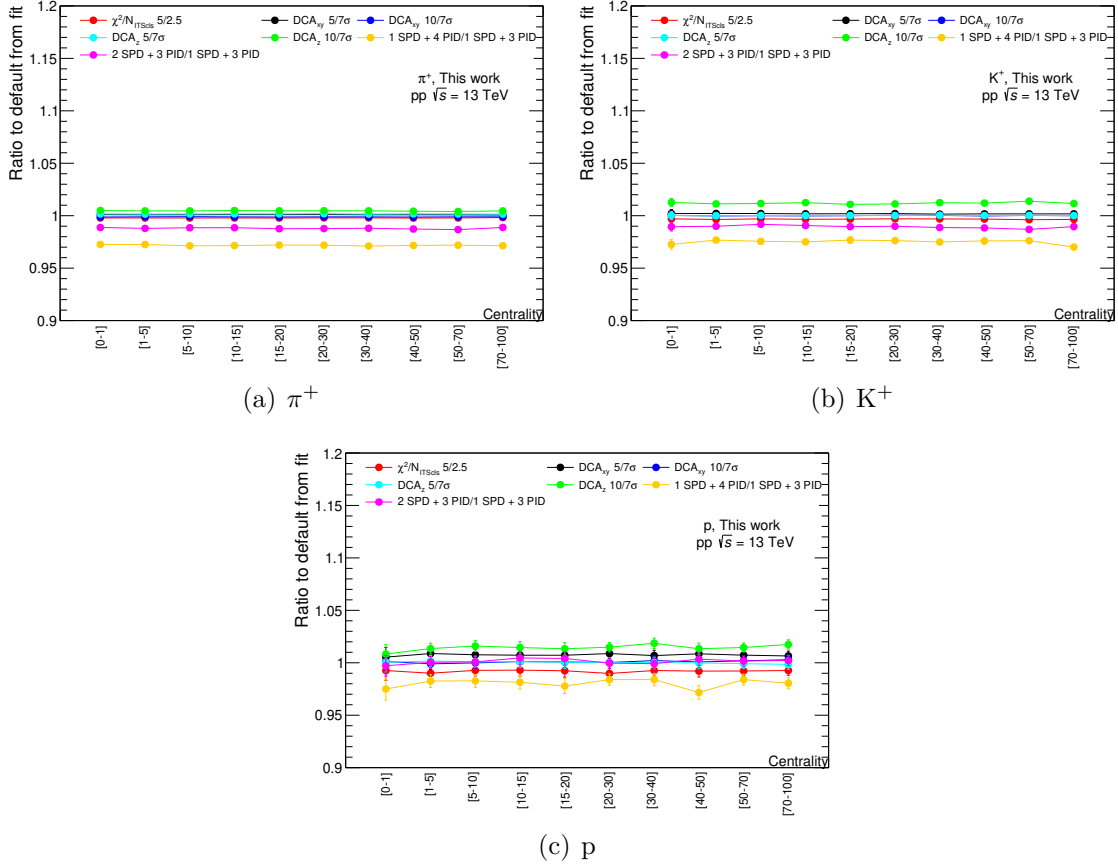 Ratio to default from fit
1.2
1.15
1.1
1.05
1
0.95
0.9
χ²/N_ITScls 5/2.5
DCA_xy 5/7σ
DCA_xy 10/7σ
DCA_z 5/7σ
DCA_z 10/7σ
1 SPD + 4 PID/1 SPD + 3 PID
2 SPD + 3 PID/1 SPD + 3 PID
π⁺, This work
pp √s = 13 TeV
Centrality
[0-1]
[1-5]
[5-10]
[10-15]
[15-20]
[20-30]
[30-40]
[40-50]
[50-70]
[70-100]
(a) π⁺
Ratio to default from fit
1.2
1.15
1.1
1.05
1
0.95
0.9
χ²/N_ITScls 5/2.5
DCA_xy 5/7σ
DCA_xy 10/7σ
DCA_z 5/7σ
DCA_z 10/7σ
1 SPD + 4 PID/1 SPD + 3 PID
2 SPD + 3 PID/1 SPD + 3 PID
K⁺, This work
pp √s = 13 TeV
Centrality
[0-1]
[1-5]
[5-10]
[10-15]
[15-20]
[20-30]
[30-40]
[40-50]
[50-70]
[70-100]
(b) K⁺
Ratio to default from fit
1.2
1.15
1.1
1.05
1
0.95
0.9
χ²/N_ITScls 5/2.5
DCA_xy 5/7σ
DCA_xy 10/7σ
DCA_z 5/7σ
DCA_z 10/7σ
1 SPD + 4 PID/1 SPD + 3 PID
2 SPD + 3 PID/1 SPD + 3 PID
p, This work
pp √s = 13 TeV
Centrality
[0-1]
[1-5]
[5-10]
[10-15]
[15-20]
[20-30]
[30-40]
[40-50]
[50-70]
[70-100]
(c) p